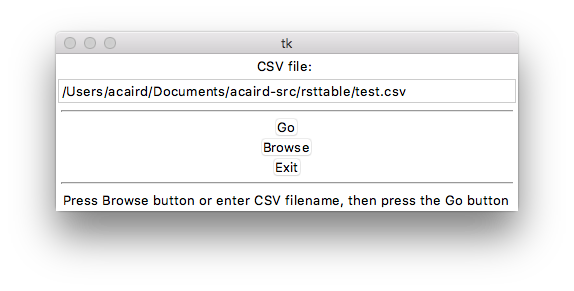 tk
CSV file:
/Users/acaird/Documents/acaird-src/rsttable/test.csv
Go
Browse
Exit
Press Browse button or enter CSV filename, then press the Go button